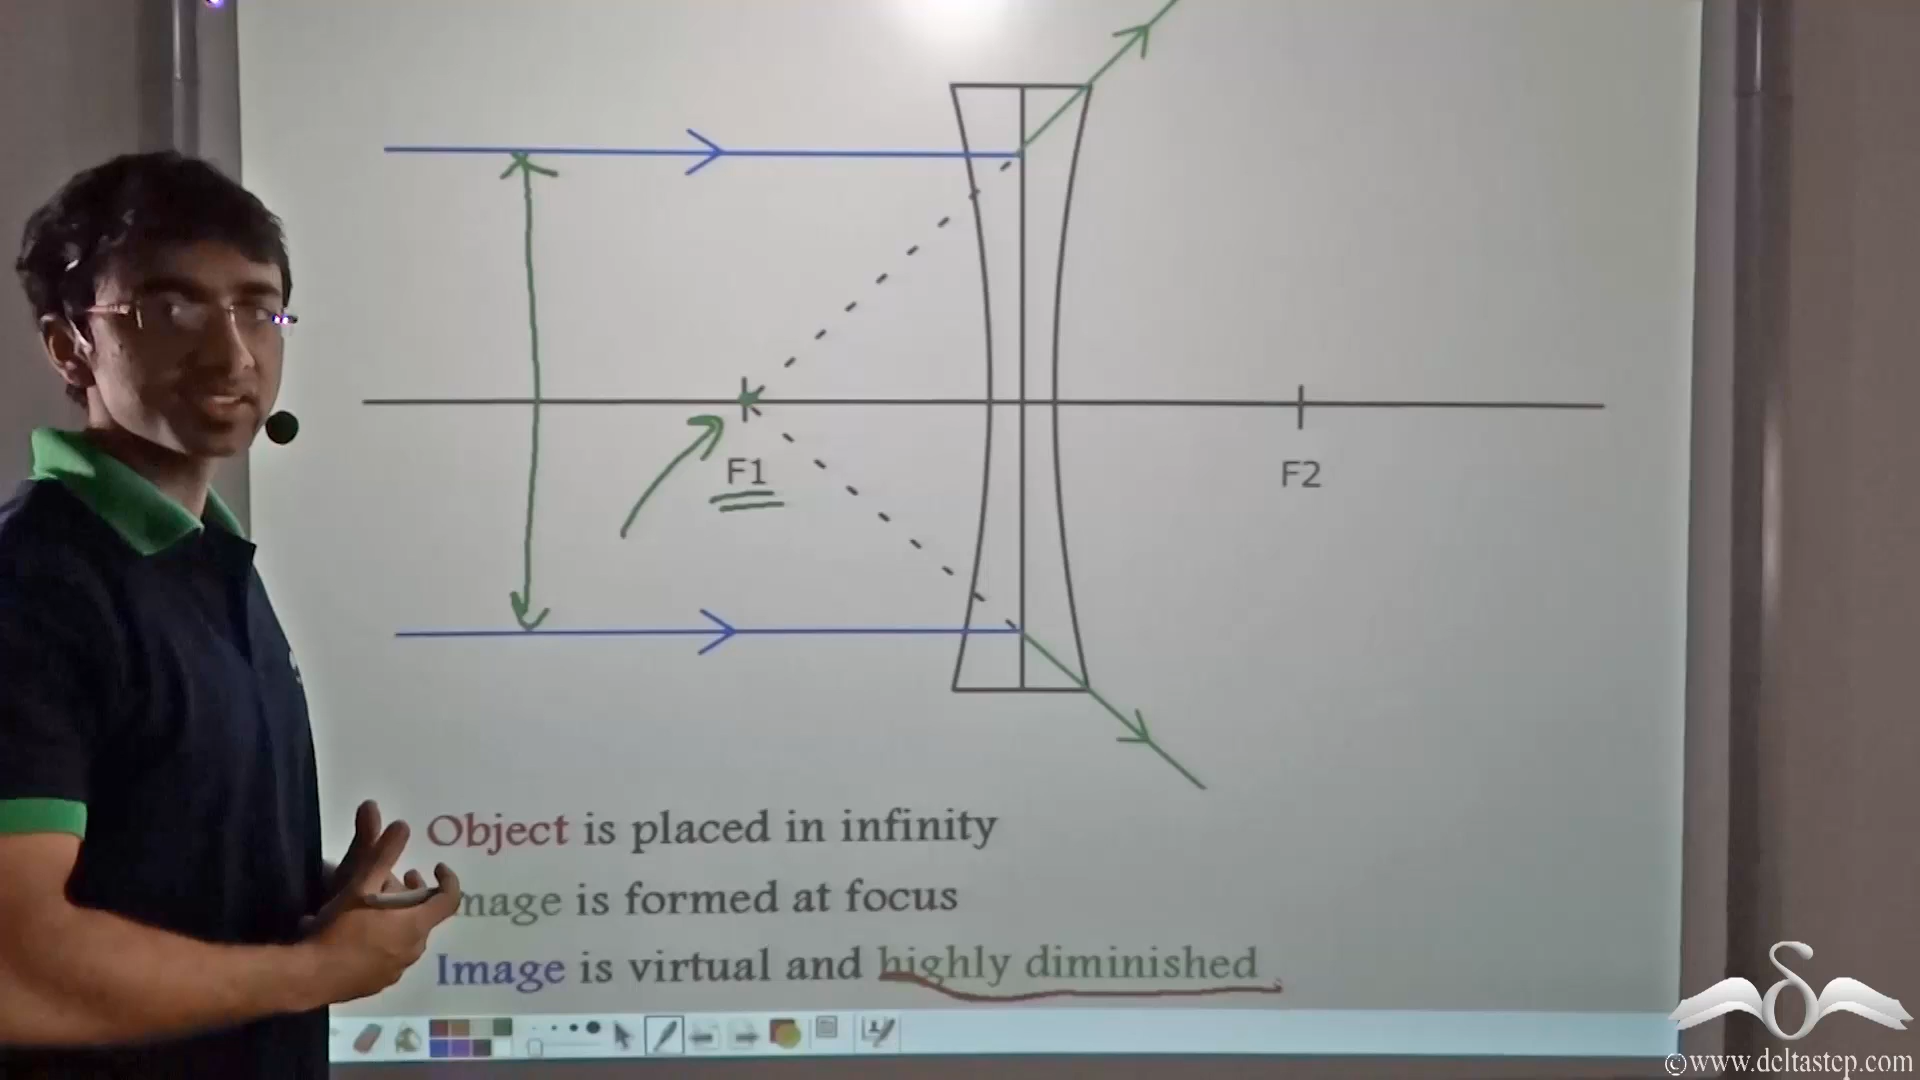 F1
F2
Object is placed in infinity
mage is formed at focus
Image is virtual and highly diminished
©www.deltastep.com